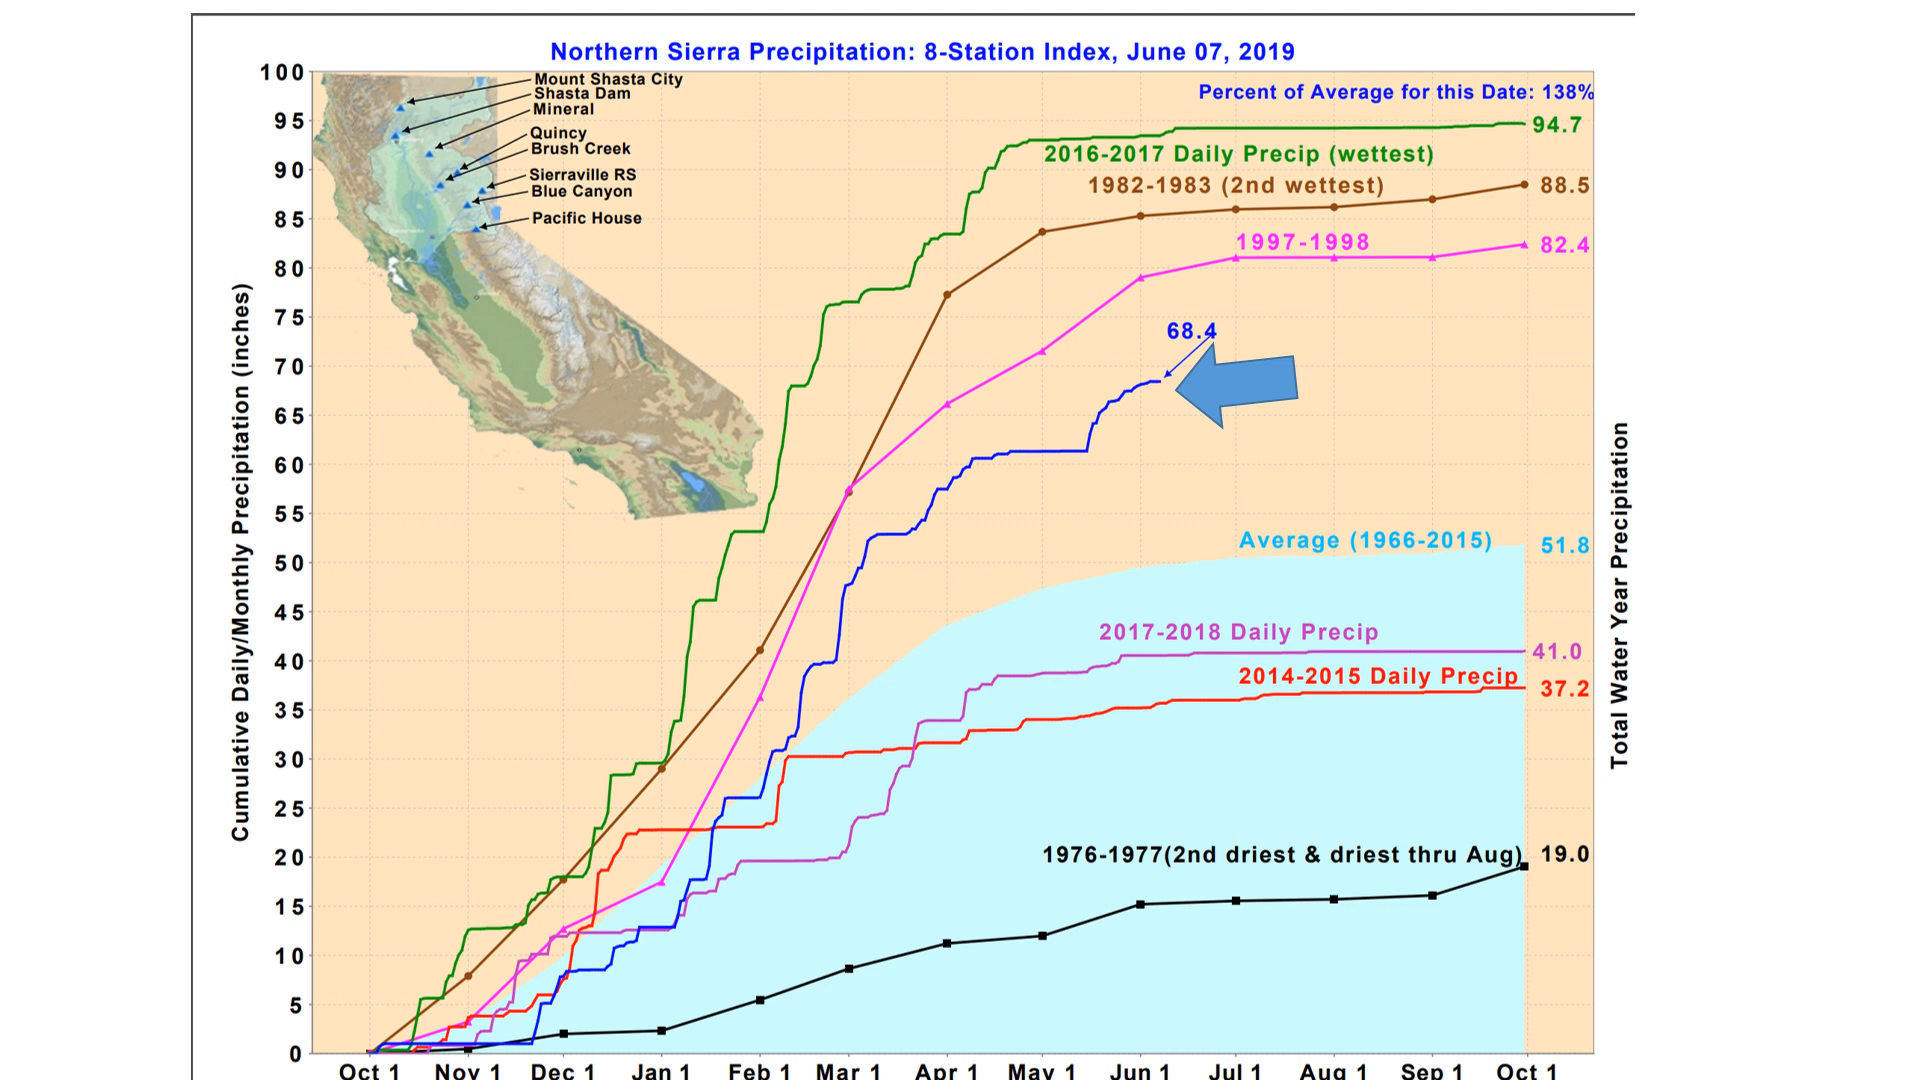 Northern Sierra Precipitation: 8-Station Index, June 07, 2019
Percent of Average for this Date: 138%
Mount Shasta City
Shasta Dam
Mineral
Quincy
Brush Creek
Sierraville RS
Blue Canyon
Pacific House
Cumulative Daily/Monthly Precipitation (inches)
100
95
90
85
80
75
70
65
60
55
50
45
40
35
30
25
20
15
10
5
0
94.7
2016-2017 Daily Precip (wettest)
1982-1983 (2nd wettest)
88.5
1997-1998
82.4
68.4
Average (1966-2015)
51.8
2017-2018 Daily Precip
41.0
2014-2015 Daily Precip
37.2
1976-1977(2nd driest & driest thru Aug)
19.0
Total Water Year Precipitation
Oct 1 Nov 1 Dec 1 Jan 1 Feb 1 Mar 1 Apr 1 May 1 Jun 1 Jul 1 Aug 1 Sep 1 Oct 1